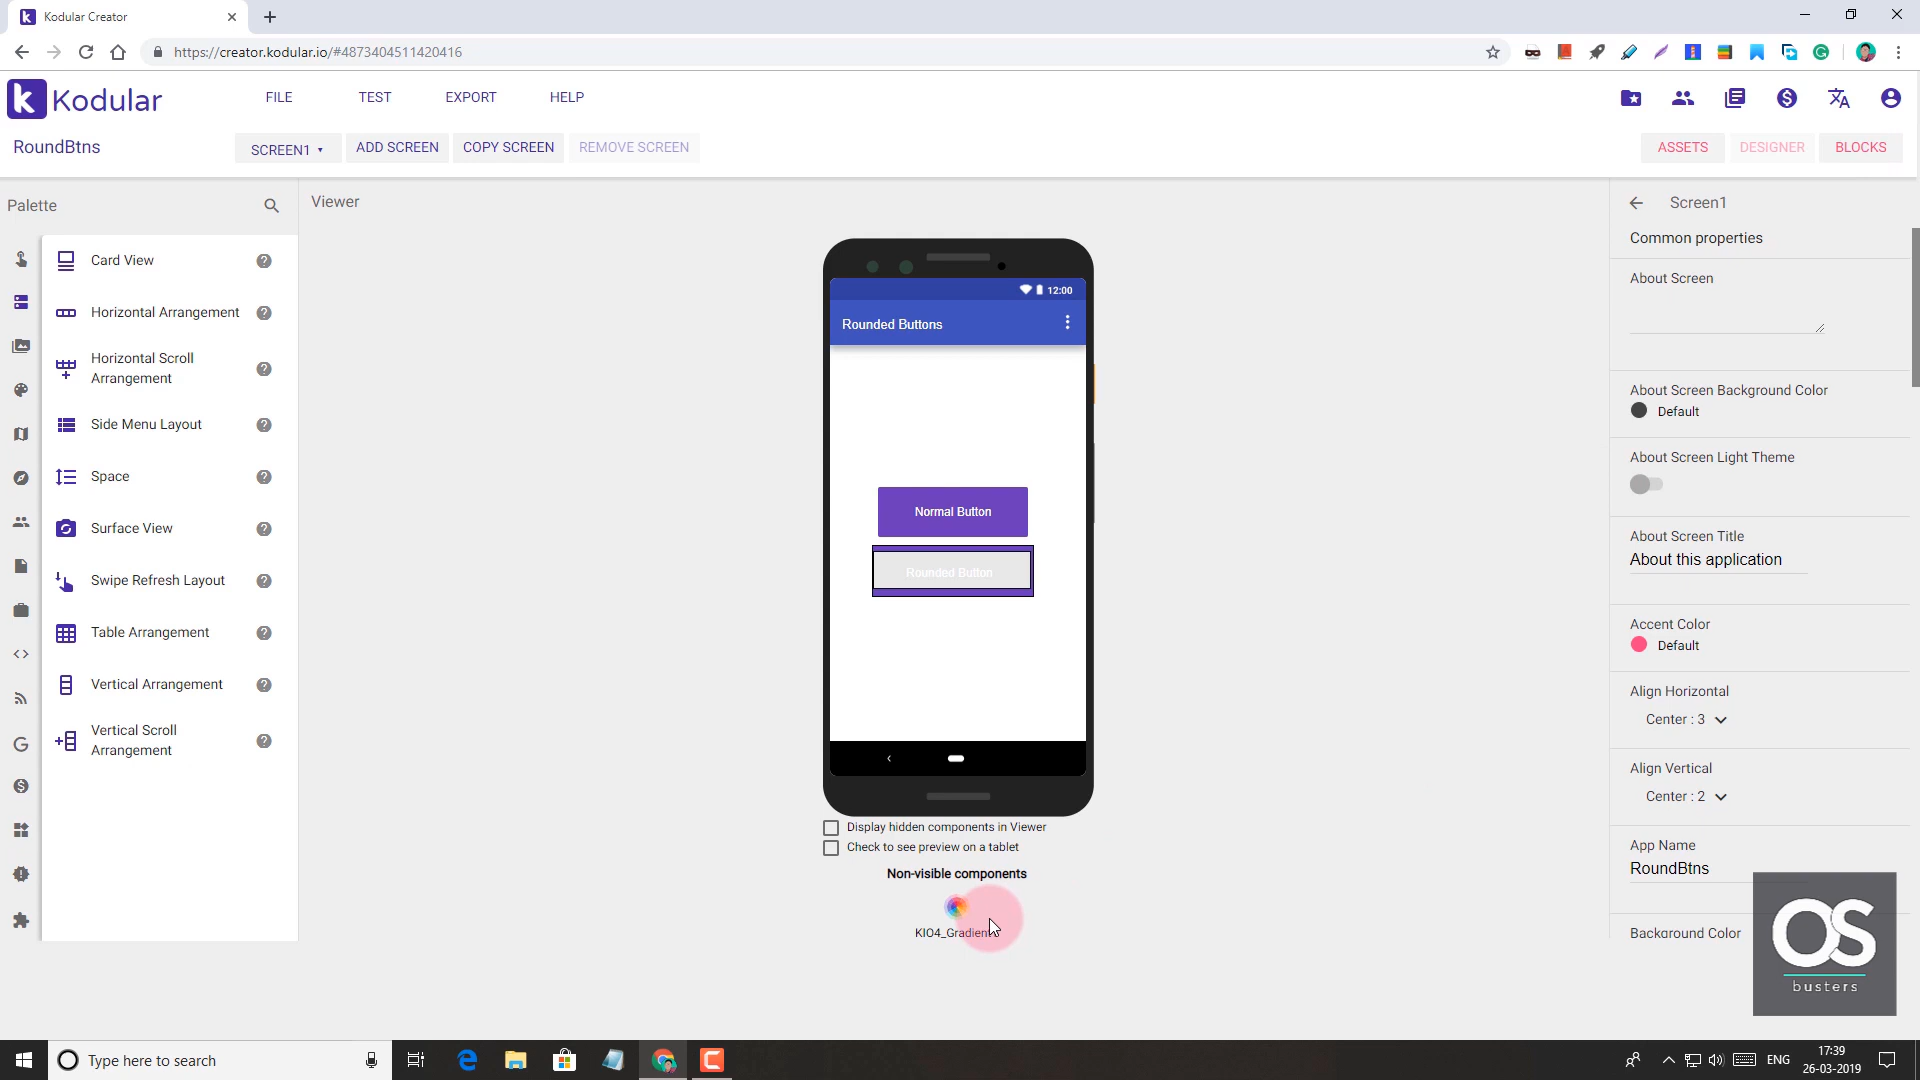 Kodular Creator
https://creator.kodular.io/#4873404511420416
Kodular
FILE
TEST
EXPORT
HELP
RoundBtns
SCREEN1
ADD SCREEN
COPY SCREEN
REMOVE SCREEN
ASSETS
DESIGNER
BLOCKS
Palette
Card View
Horizontal Arrangement
Horizontal Scroll
Arrangement
Side Menu Layout
Space
Surface View
Swipe Refresh Layout
Table Arrangement
Vertical Arrangement
Vertical Scroll
Arrangement
Viewer
12:00
Rounded Buttons
Normal Button
Rounded Button
Display hidden components in Viewer
Check to see preview on a tablet
Non-visible components
Screen1
Common properties
About Screen
About Screen Background Color
Default
About Screen Light Theme
About Screen Title
About this application
Accent Color
Default
Align Horizontal
Center : 3
Align Vertical
Center : 2
App Name
RoundBtns
Background Color
OS
busters
Type here to search
ENG
17:39
26-03-2019